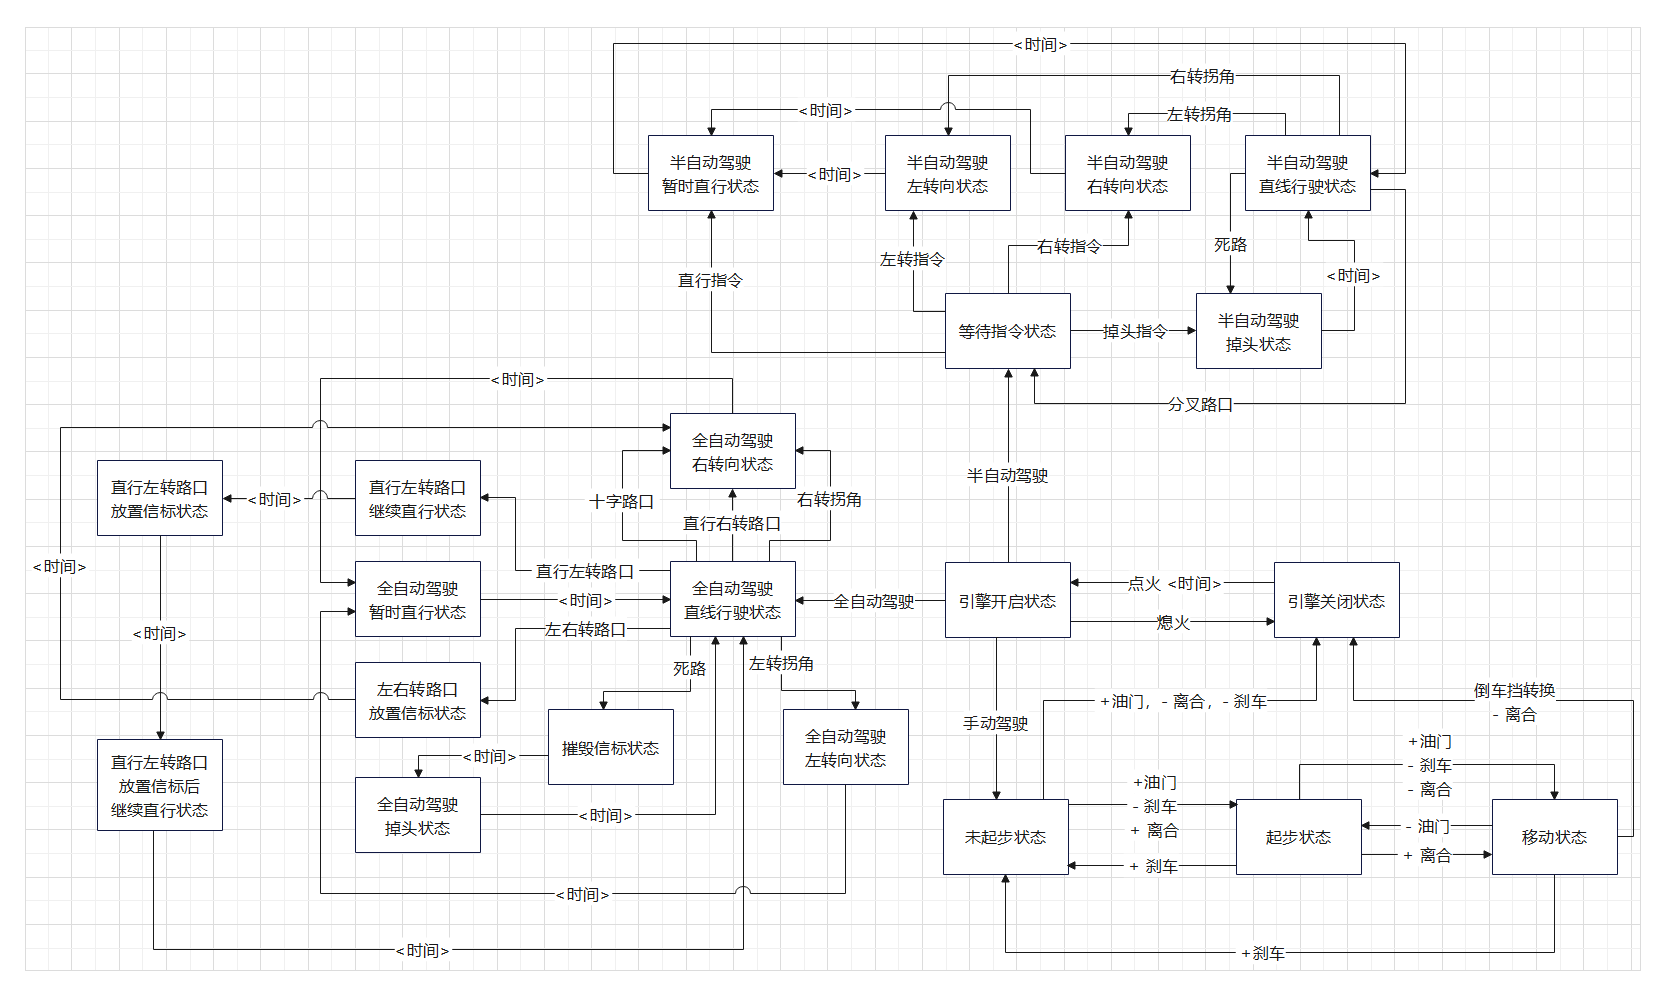 <时间>
右转拐角
<时间>
左转拐角
半自动驾驶
暂时直行状态
<时间>
半自动驾驶
左转向状态
半自动驾驶
右转向状态
半自动驾驶
直线行驶状态
直行指令
左转指令
右转指令
死路
<时间>
等待指令状态
掉头指令
半自动驾驶
掉头状态
<时间>
分叉路口
全自动驾驶
右转向状态
半自动驾驶
直行左转路口
放置信标状态
<时间>
直行左转路口
继续直行状态
十字路口
直行右转路口
右转拐角
<时间>
直行左转路口
全自动驾驶
暂时直行状态
<时间>
全自动驾驶
直线行驶状态
全自动驾驶
引擎开启状态
点火 <时间>
熄火
引擎关闭状态
<时间>
左右转路口
死路
左转拐角
左右转路口
放置信标状态
+油门, - 离合, - 刹车
倒车挡转换
- 离合
手动驾驶
直行左转路口
放置信标后
继续直行状态
<时间>
摧毁信标状态
全自动驾驶
左转向状态
+油门
- 刹车
- 离合
全自动驾驶
掉头状态
<时间>
未起步状态
+油门
- 刹车
+ 离合
+ 刹车
起步状态
- 油门
+ 离合
移动状态
<时间>
<时间>
+刹车